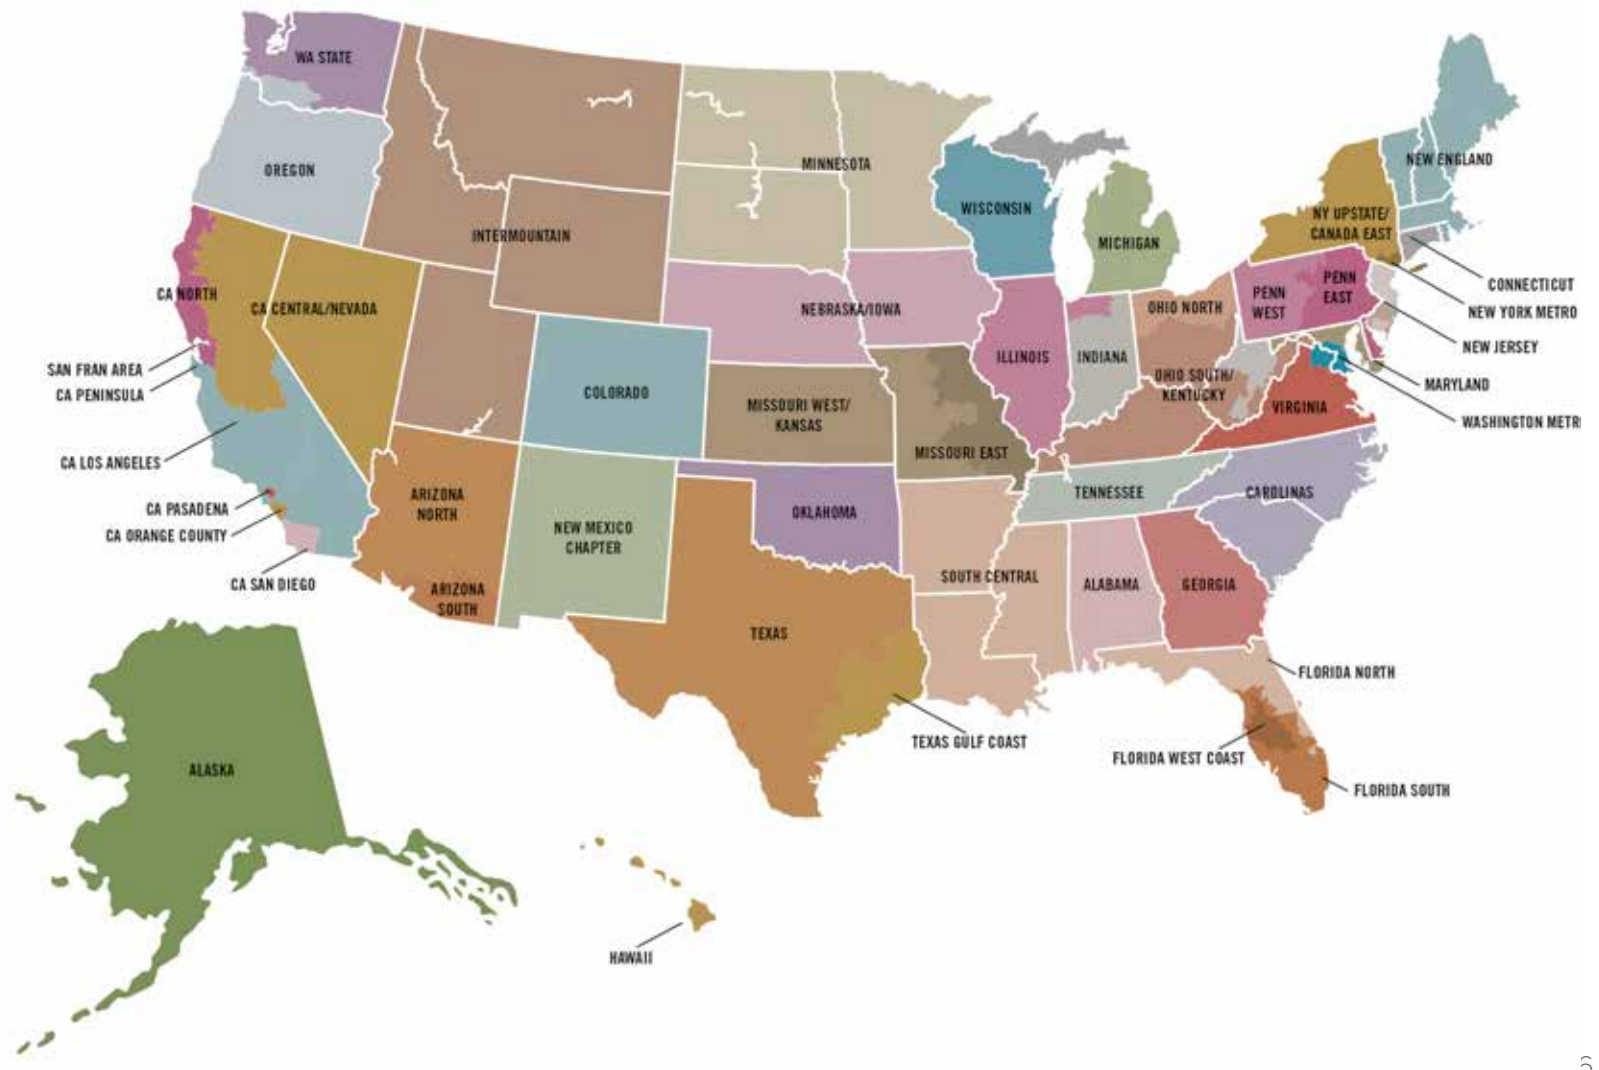 WA STATE
OREGON
INTERMOUNTAIN
MINNESOTA
WISCONSIN
MICHIGAN
NEW ENGLAND
NY UPSTATE/
CANADA EAST
CONNECTICUT
NEW YORK METRO
NEW JERSEY
MARYLAND
WASHINGTON METR
PENN
WEST
PENN
EAST
OHIO NORTH
OHIO SOUTH/
KENTUCKY
VIRGINIA
INDIANA
ILLINOIS
NEBRASKA/IOWA
CA NORTH
CA CENTRAL/NEVADA
SAN FRAN AREA
CA PENINSULA
CA LOS ANGELES
CA PASADENA
CA ORANGE COUNTY
CA SAN DIEGO
COLORADO
MISSOURI WEST/
KANSAS
MISSOURI EAST
TENNESSEE
CAROLINAS
ARIZONA
NORTH
ARIZONA
SOUTH
NEW MEXICO
CHAPTER
OKLAHOMA
TEXAS
SOUTH CENTRAL
ALABAMA
GEORGIA
FLORIDA NORTH
FLORIDA WEST COAST
FLORIDA SOUTH
TEXAS GULF COAST
ALASKA
HAWAII